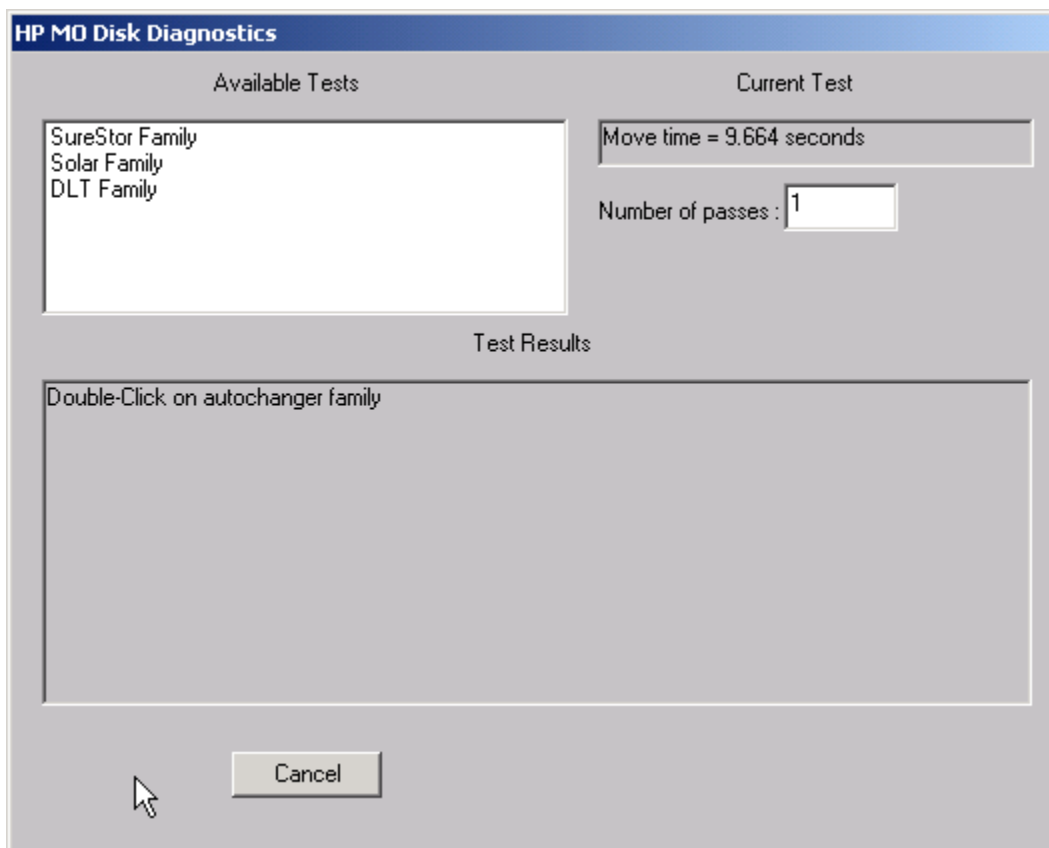 HP MO Disk Diagnostics
Available Tests
Current Test
SureStor Family
Solar Family
DLT Family
Move time = 9.664 seconds
Number of passes : 1
Test Results
Double-Click on autochanger family
Cancel